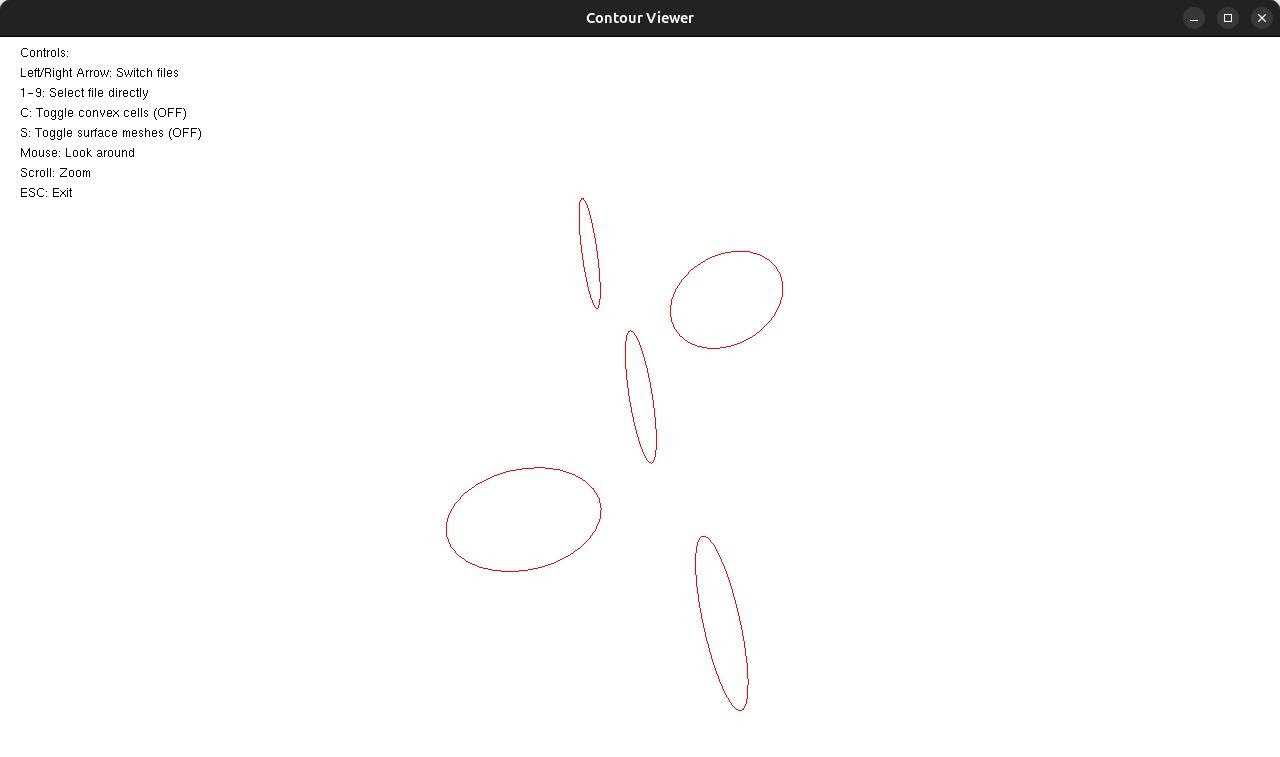 Contour Viewer
Controls:
Left/Right Arrow: Switch files
1-9: Select file directly
C: Toggle convex cells (OFF)
S: Toggle surface meshes (OFF)
Mouse: Look around
Scroll: Zoom
ESC: Exit